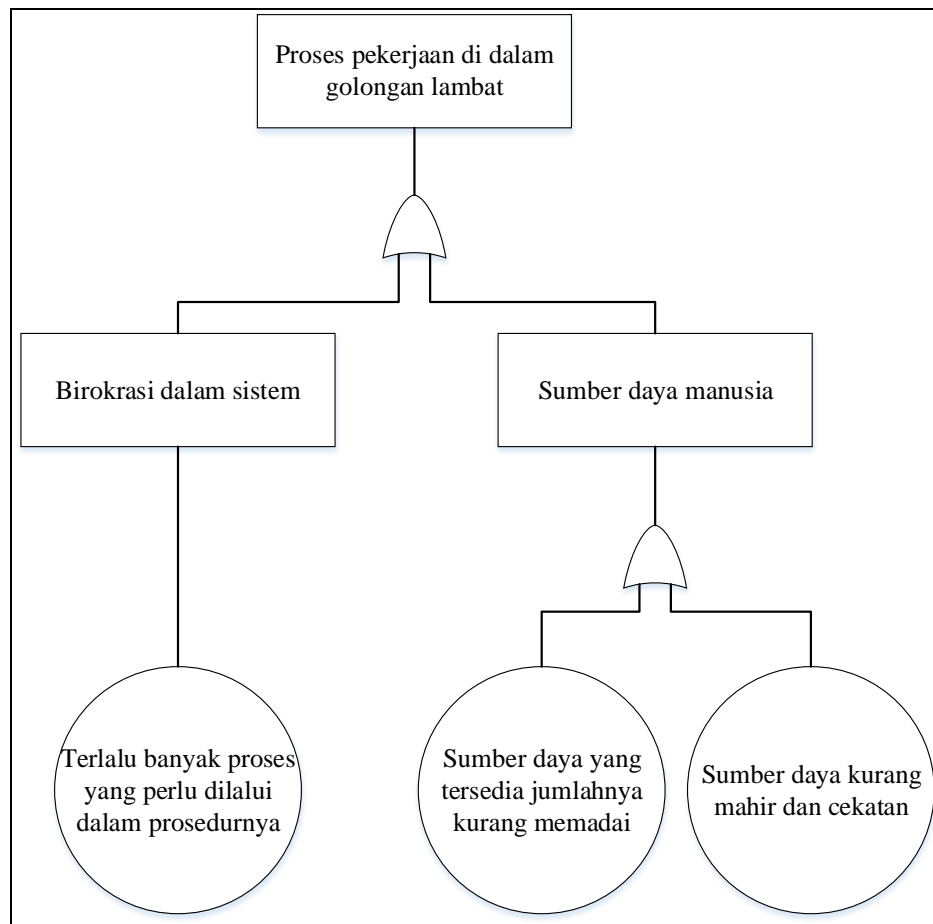 Proses pekerjaan di dalam
golongan lambat
Birokrasi dalam sistem
Sumber daya manusia
Terlalu banyak proses
yang perlu dilalui
dalam prosedurnya
Sumber daya yang
tersedia jumlahnya
kurang memadai
Sumber daya kurang
mahir dan cekatan